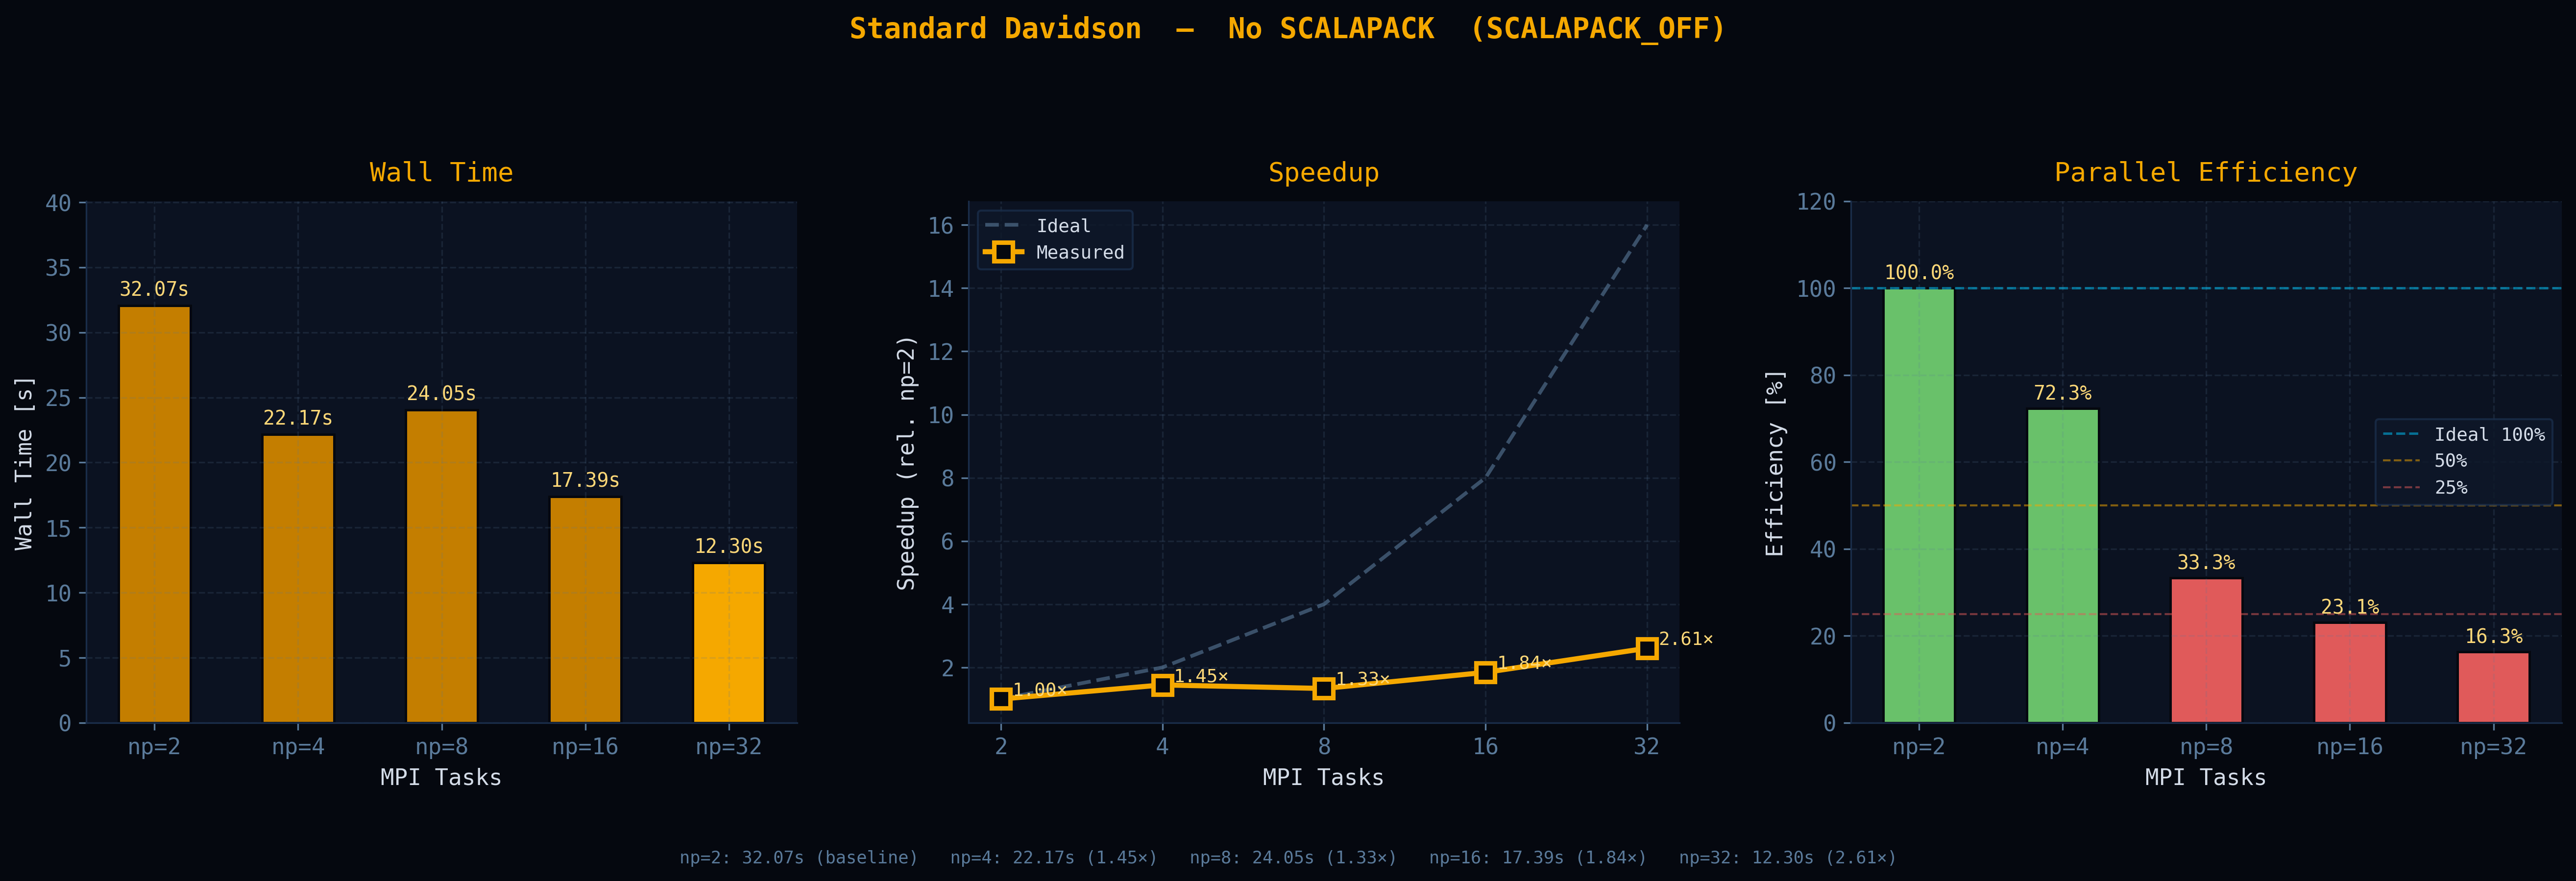 Standard Davidson — No SCALAPACK (SCALAPACK_OFF)
Wall Time
Wall Time [s]
40
35
30
25
20
15
10
5
0
32.07s
22.17s
24.05s
17.39s
12.30s
np=2
np=4
np=8
np=16
np=32
MPI Tasks
Speedup
Speedup (rel. np=2)
16
14
12
10
8
6
4
2
Ideal
Measured
1.00×
1.45×
1.33×
1.84×
2.61×
2
4
8
16
32
MPI Tasks
Parallel Efficiency
Efficiency [%]
120
100
80
60
40
20
0
100.0%
72.3%
33.3%
23.1%
16.3%
Ideal 100%
50%
25%
np=2
np=4
np=8
np=16
np=32
MPI Tasks
np=2: 32.07s (baseline) np=4: 22.17s (1.45×) np=8: 24.05s (1.33×) np=16: 17.39s (1.84×) np=32: 12.30s (2.61×)